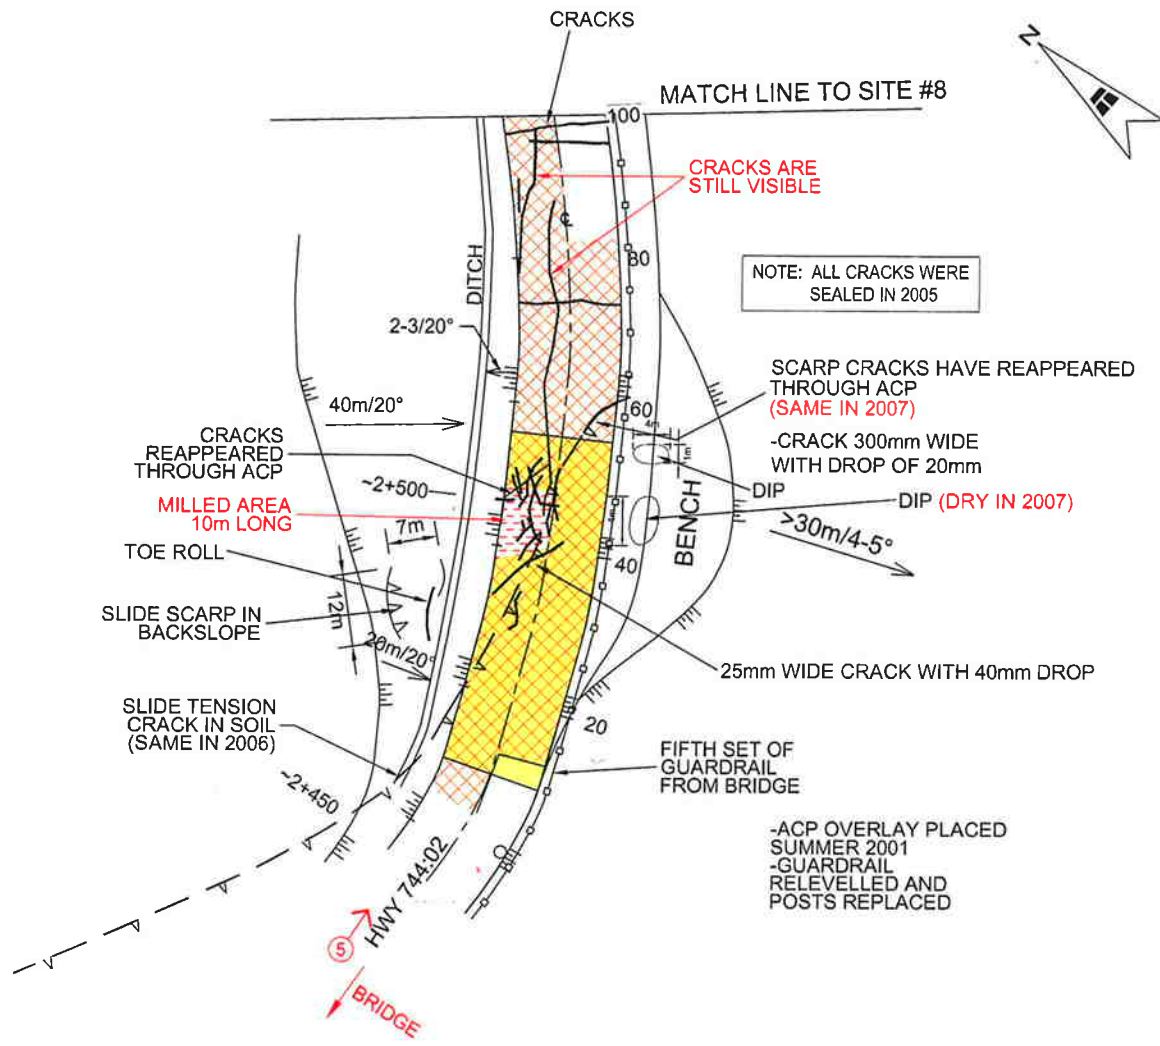 CRACKS
N
MATCH LINE TO SITE #8
100
CRACKS ARE
STILL VISIBLE
℄
80
DITCH
NOTE: ALL CRACKS WERE
SEALED IN 2005
2-3/20°
SCARP CRACKS HAVE REAPPEARED
THROUGH ACP
(SAME IN 2007)
-CRACK 300mm WIDE
WITH DROP OF 20mm
40m/20°
60
4m
1m
CRACKS
REAPPEARED
THROUGH ACP
~2+500
DIP
DIP (DRY IN 2007)
MILLED AREA
10m LONG
BENCH
>30m/4-5°
7m
TOE ROLL
40
12m
SLIDE SCARP IN
BACKSLOPE
20m/20°
25mm WIDE CRACK WITH 40mm DROP
SLIDE TENSION
CRACK IN SOIL
(SAME IN 2006)
20
FIFTH SET OF
GUARDRAIL
FROM BRIDGE
~2+450
-ACP OVERLAY PLACED
SUMMER 2001
-GUARDRAIL
RELEVELLED AND
POSTS REPLACED
HWY 744:02
5
BRIDGE